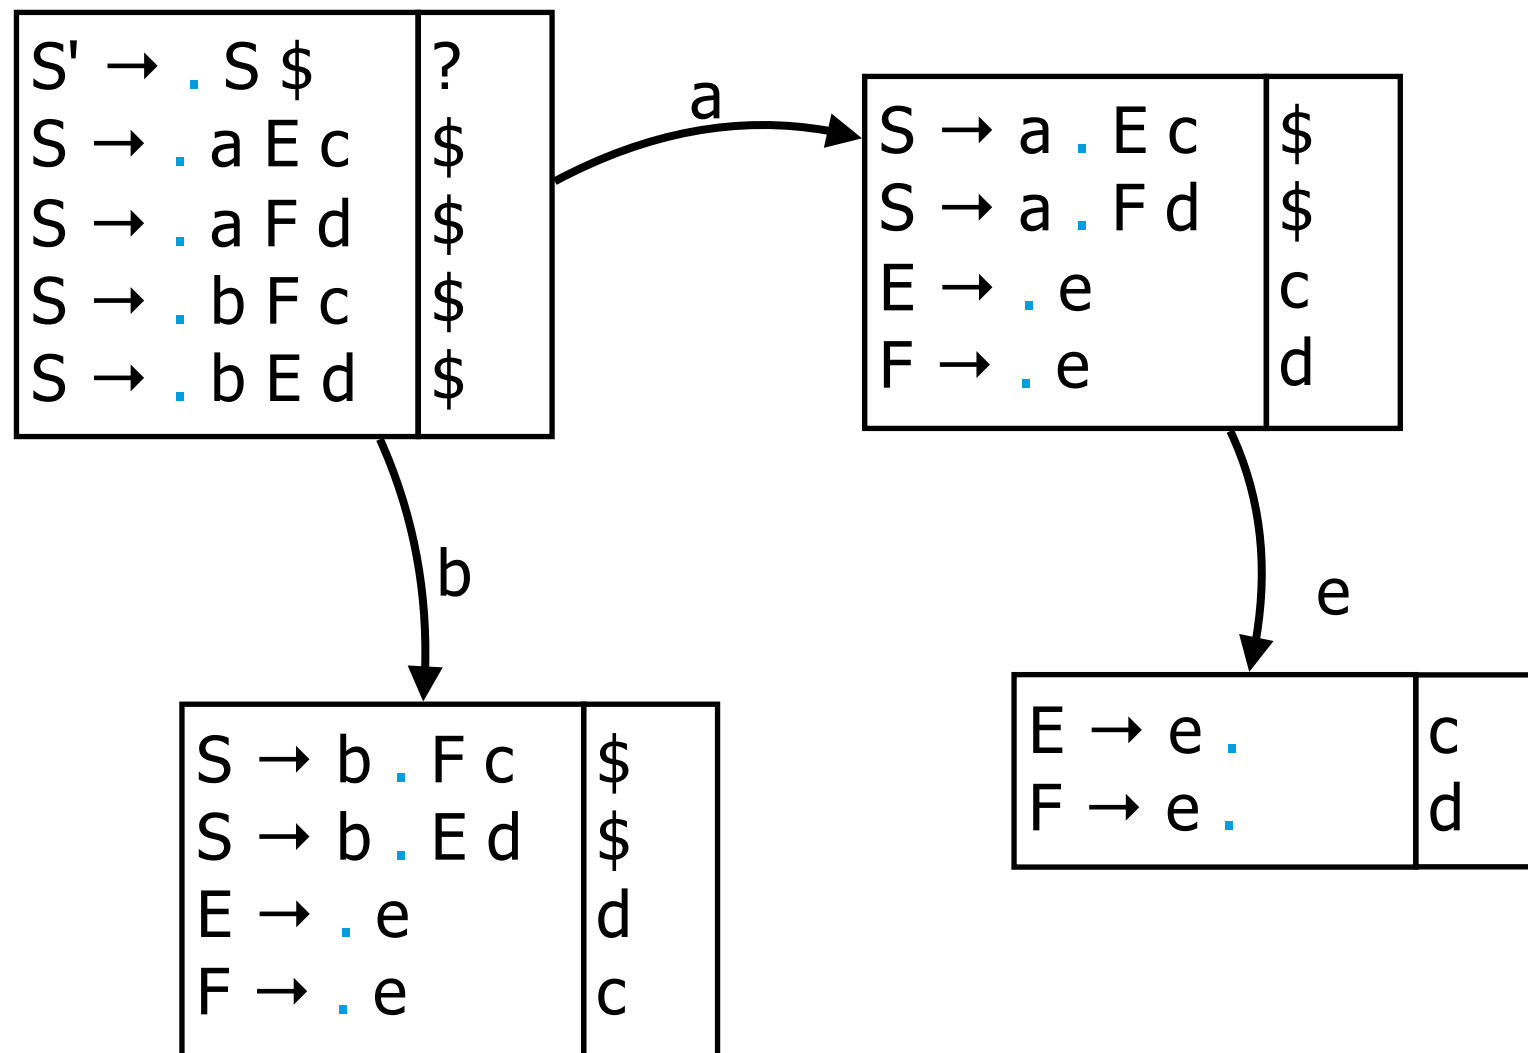 S' → . S $ ?
S → . a E c $
S → . a F d $
S → . b F c $
S → . b E d $
a
S → a . E c $
S → a . F d $
E → . e c
F → . e d
b
e
S → b . F c $
S → b . E d $
E → . e d
F → . e c
E → e . c
F → e . d